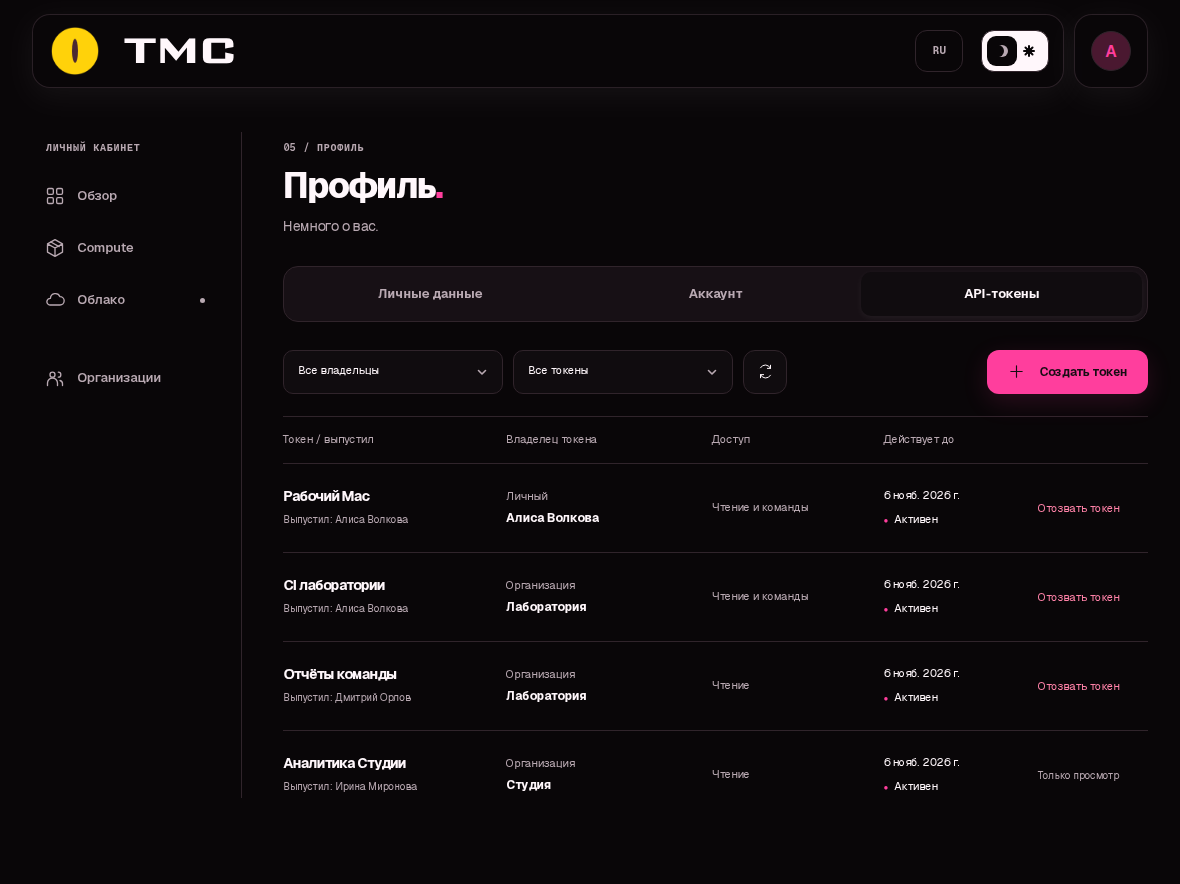 TMC
RU
A
ЛИЧНЫЙ КАБИНЕТ
Обзор
Compute
Облако
Организации
05 / ПРОФИЛЬ
Профиль.
Немного о вас.
Личные данные
Аккаунт
API-токены
Все владельцы
Все токены
Создать токен
Токен / выпустил
Владелец токена
Доступ
Действует до
Рабочий Mac
Выпустил: Алиса Волкова
Личный
Алиса Волкова
Чтение и команды
6 нояб. 2026 г.
Активен
Отозвать токен
CI лаборатории
Выпустил: Алиса Волкова
Организация
Лаборатория
Чтение и команды
6 нояб. 2026 г.
Активен
Отозвать токен
Отчёты команды
Выпустил: Дмитрий Орлов
Организация
Лаборатория
Чтение
6 нояб. 2026 г.
Активен
Отозвать токен
Аналитика Студии
Выпустил: Ирина Миронова
Организация
Студия
Чтение
6 нояб. 2026 г.
Активен
Только просмотр